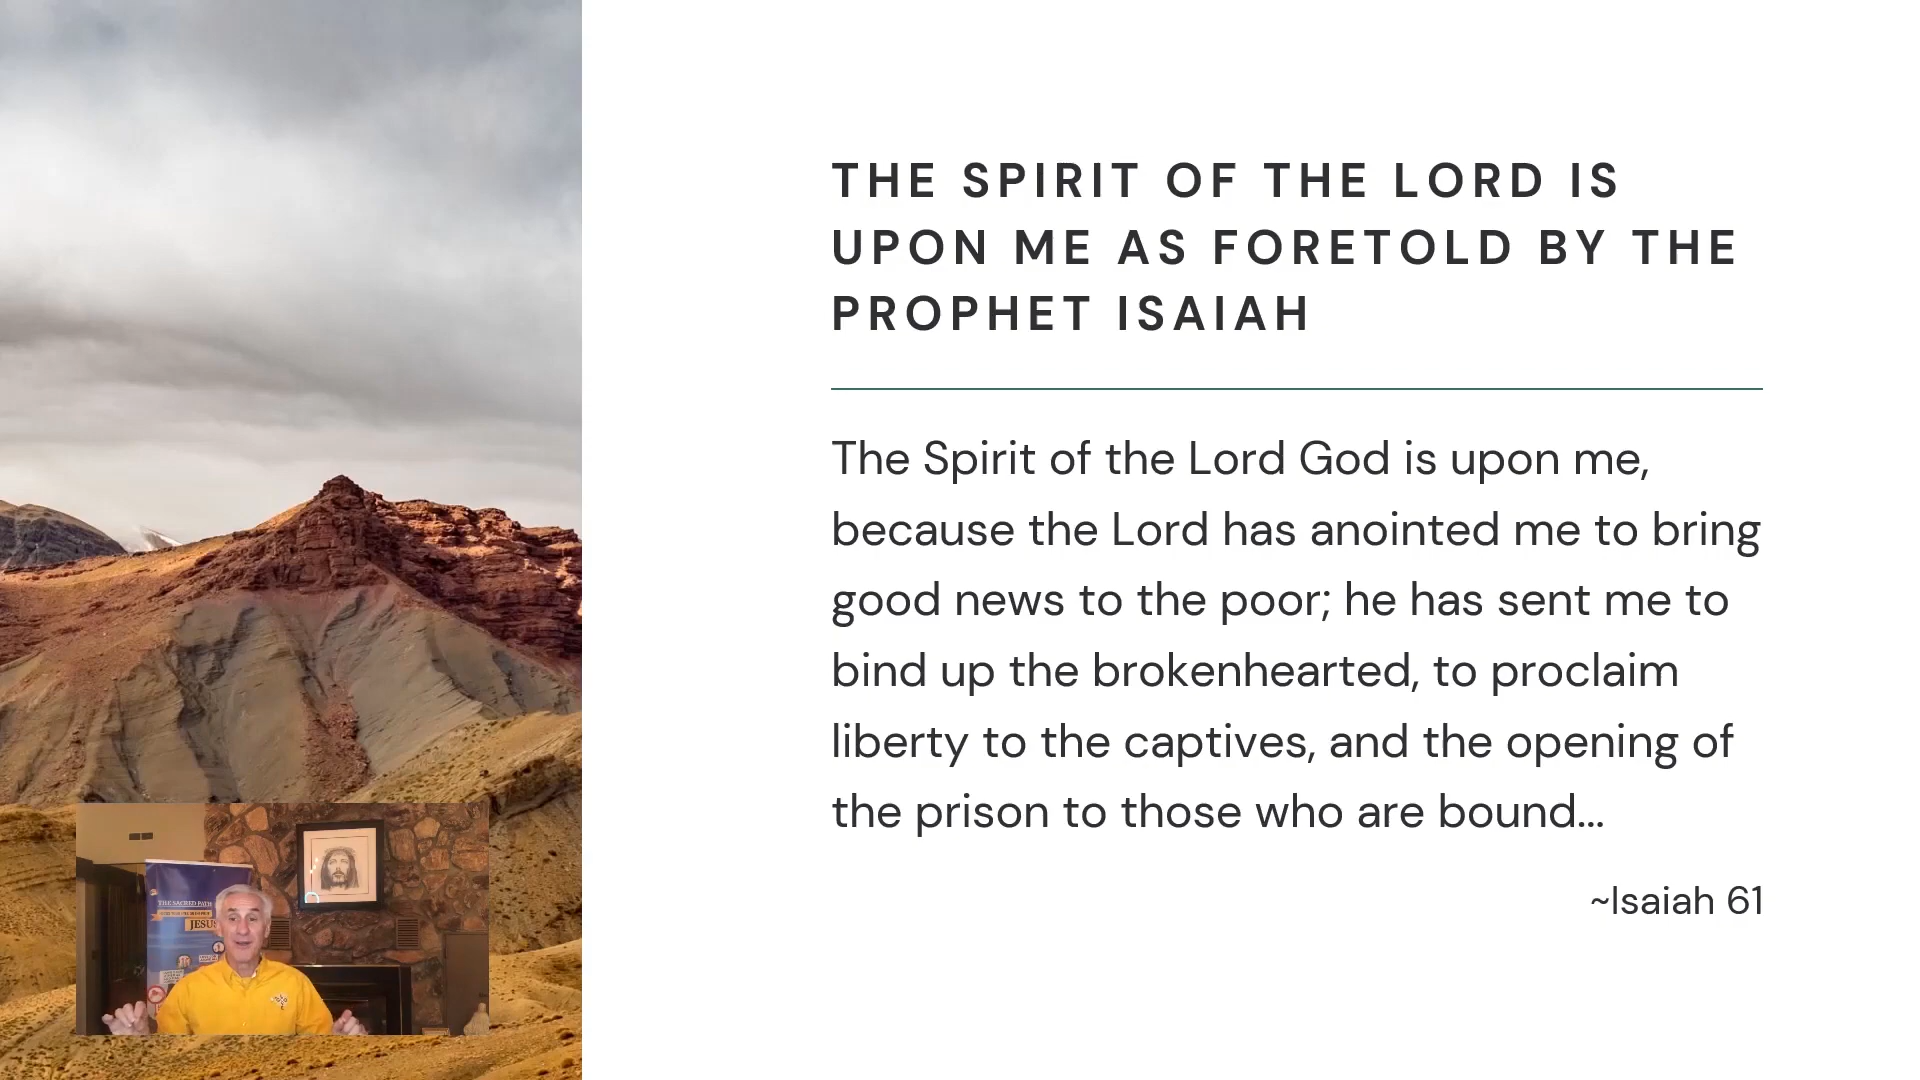 THE SPIRIT OF THE LORD IS
UPON ME AS FORETOLD BY THE
PROPHET ISAIAH
The Spirit of the Lord God is upon me,
because the Lord has anointed me to bring
good news to the poor; he has sent me to
bind up the brokenhearted, to proclaim
liberty to the captives, and the opening of
the prison to those who are bound...
~Isaiah 61
THE SACRED PATH
JESUS